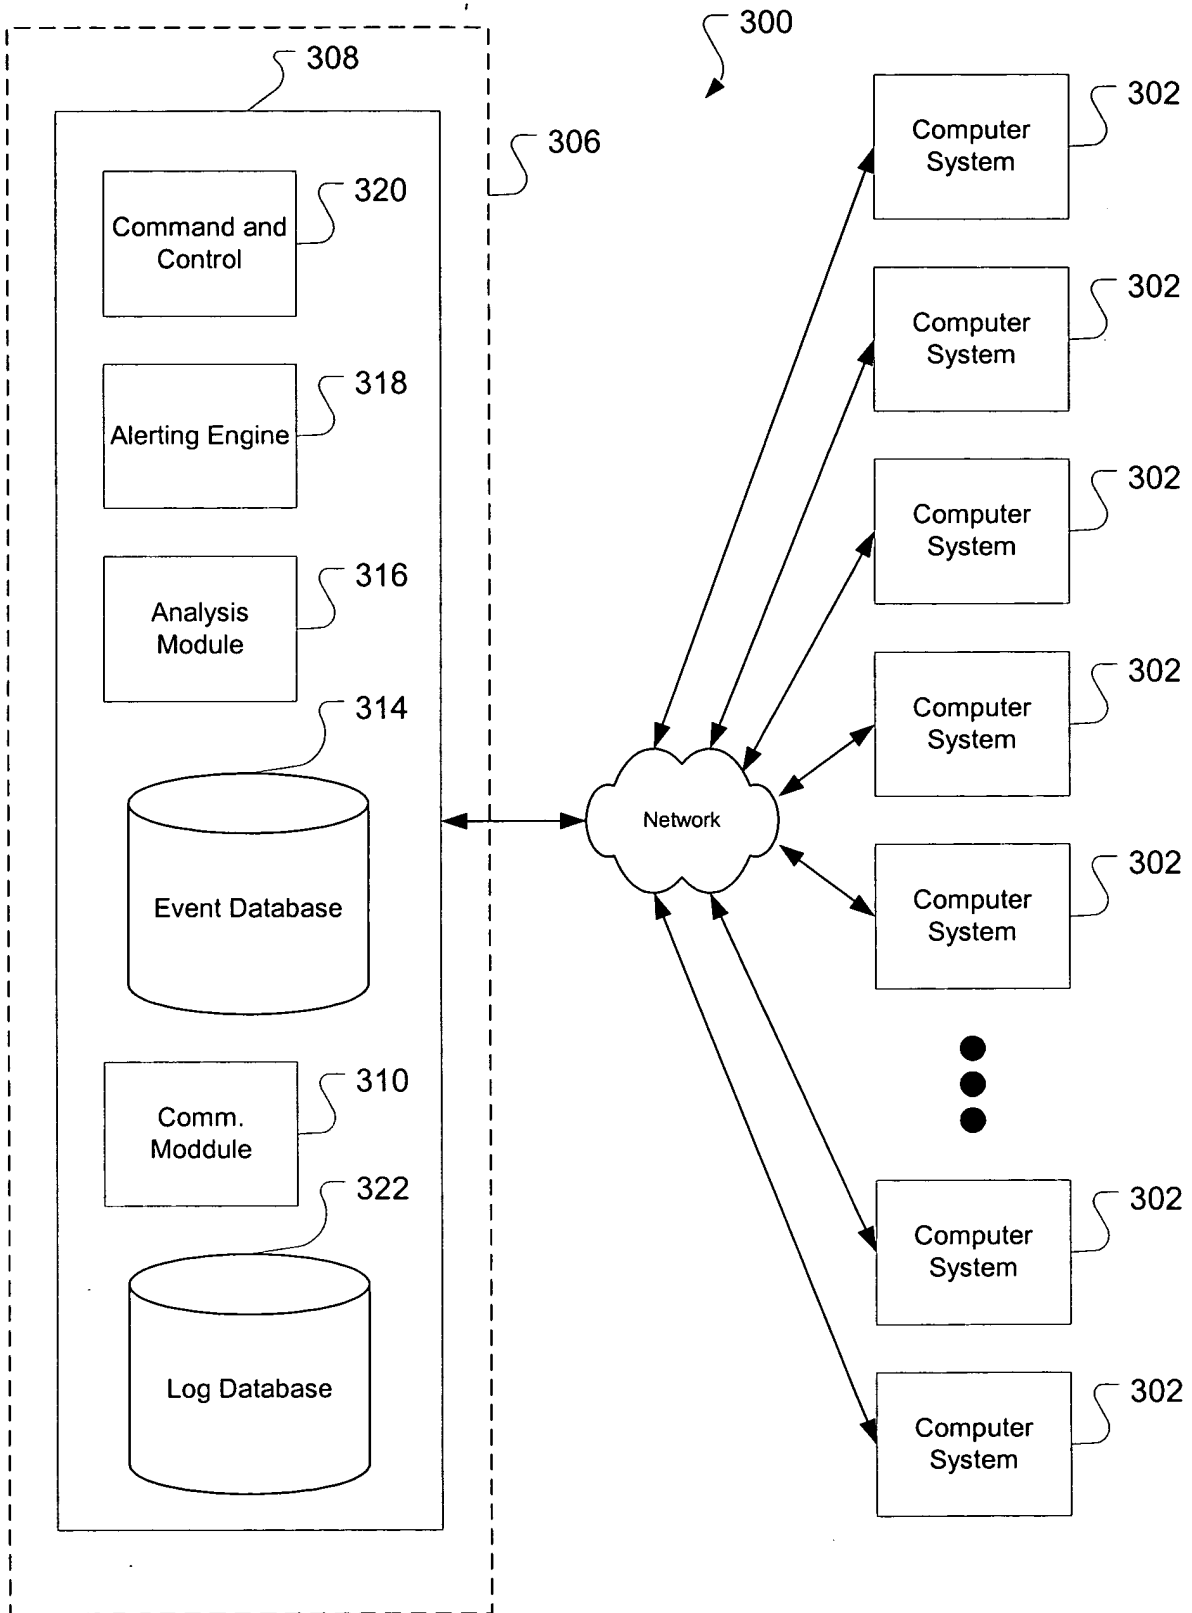 300
308
306
320
Command and
Control
318
Alerting Engine
316
Analysis
Module
314
Event Database
310
Comm.
Moddule
322
Log Database
Network
302
Computer
System
302
Computer
System
302
Computer
System
302
Computer
System
302
Computer
System
302
Computer
System
302
Computer
System